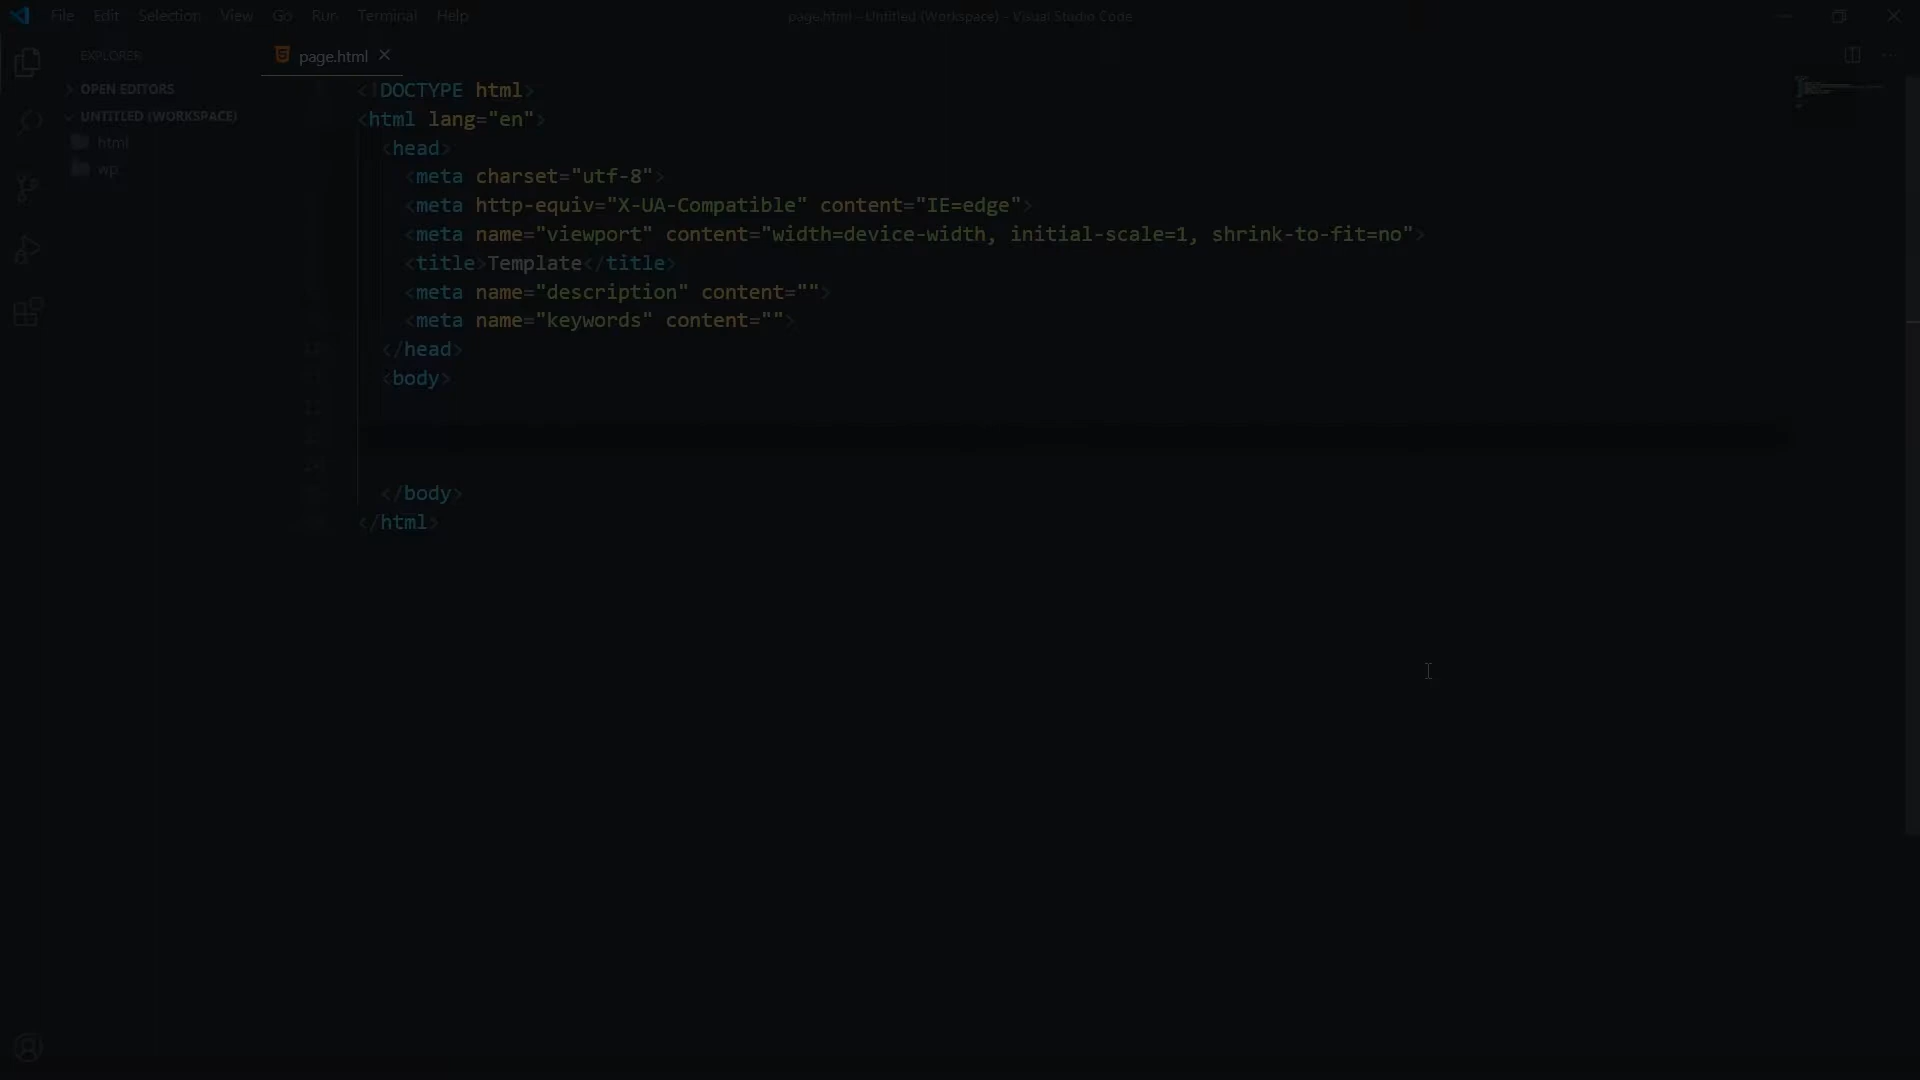 File Edit Selection View Go Run Terminal Help
page.html - Untitled (Workspace) - Visual Studio Code
EXPLORER
OPEN EDITORS
UNTITLED (WORKSPACE)
html
wp
page.html
<!DOCTYPE html>
<html lang="en">
<head>
<meta charset="utf-8">
<meta http-equiv="X-UA-Compatible" content="IE=edge">
<meta name="viewport" content="width=device-width, initial-scale=1, shrink-to-fit=no">
<title>Template</title>
<meta name="description" content="">
<meta name="keywords" content="">
</head>
<body>
</body>
</html>